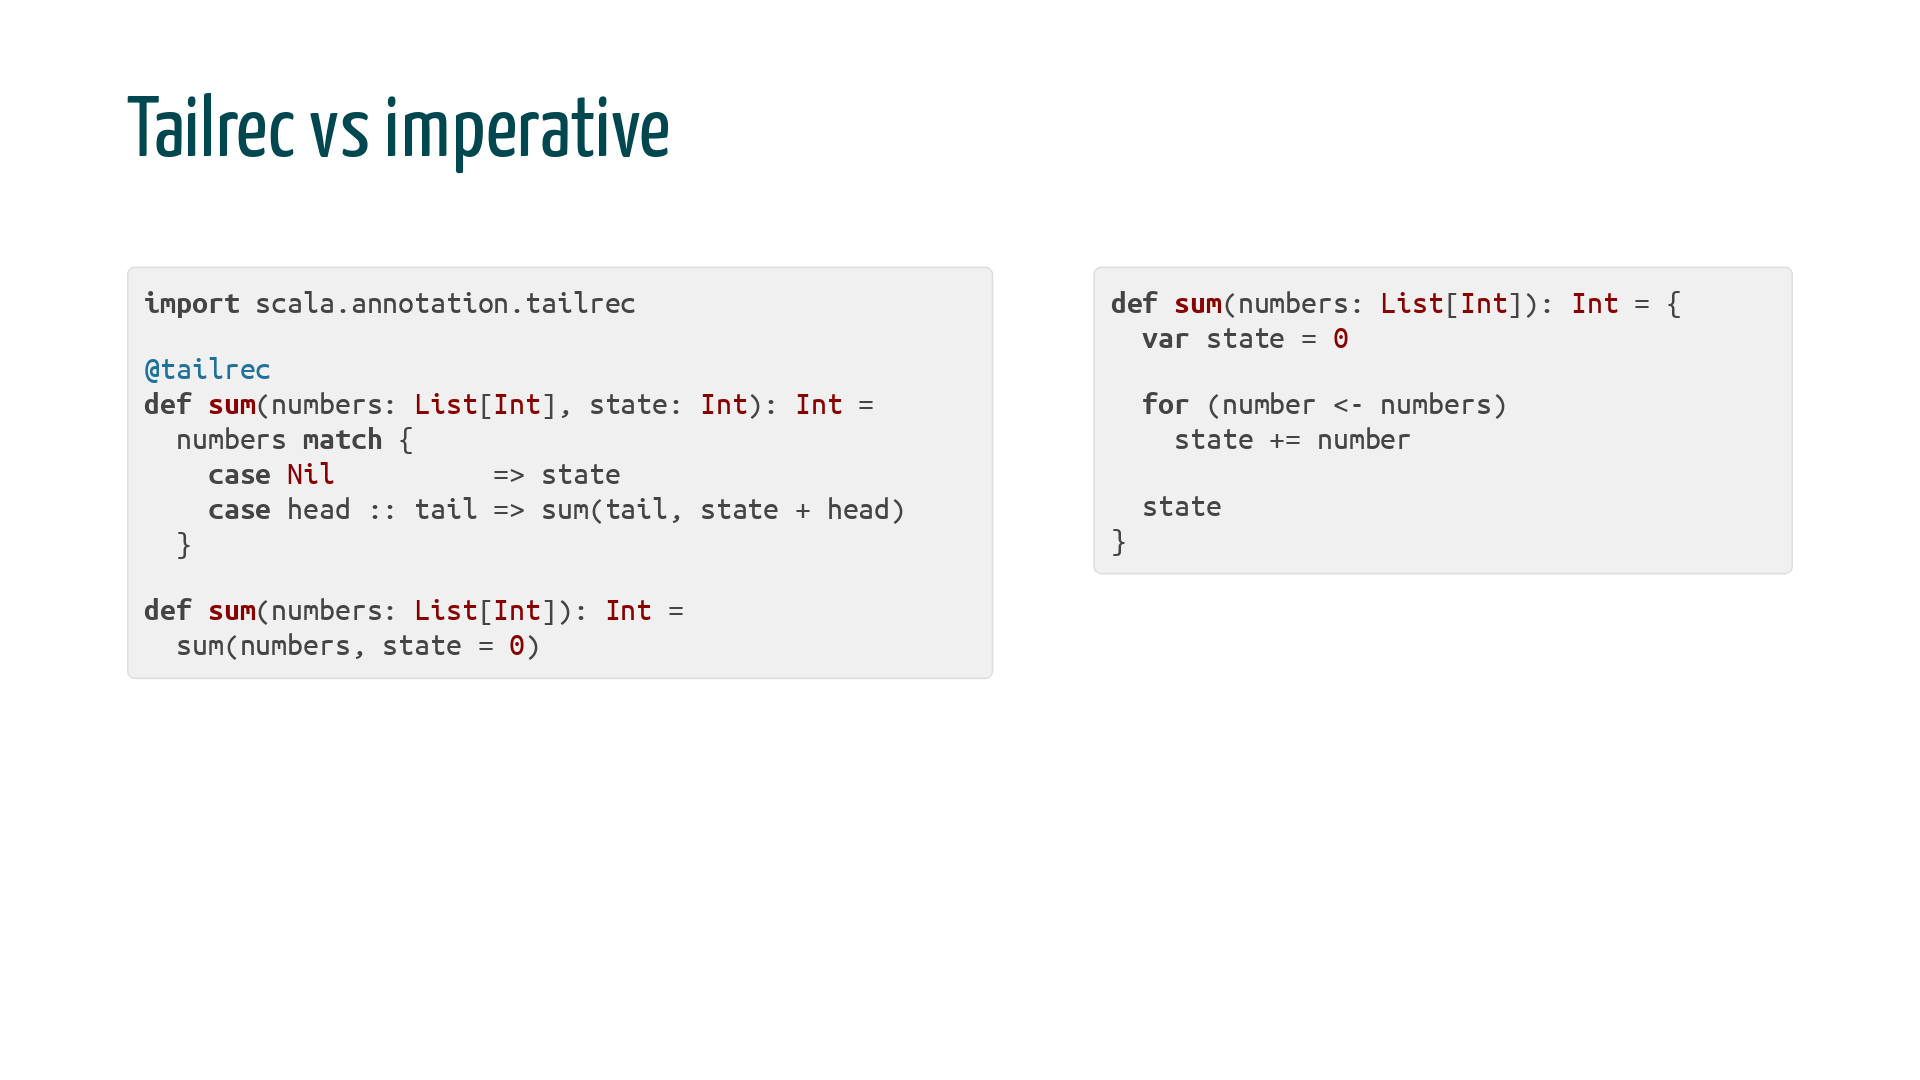 Tailrec vs imperative
import scala.annotation.tailrec
@tailrec
def sum(numbers: List[Int], state: Int): Int =
  numbers match {
    case Nil          => state
    case head :: tail => sum(tail, state + head)
  }
def sum(numbers: List[Int]): Int =
  sum(numbers, state = 0)
def sum(numbers: List[Int]): Int = {
  var state = 0
  for (number <- numbers)
    state += number
  state
}